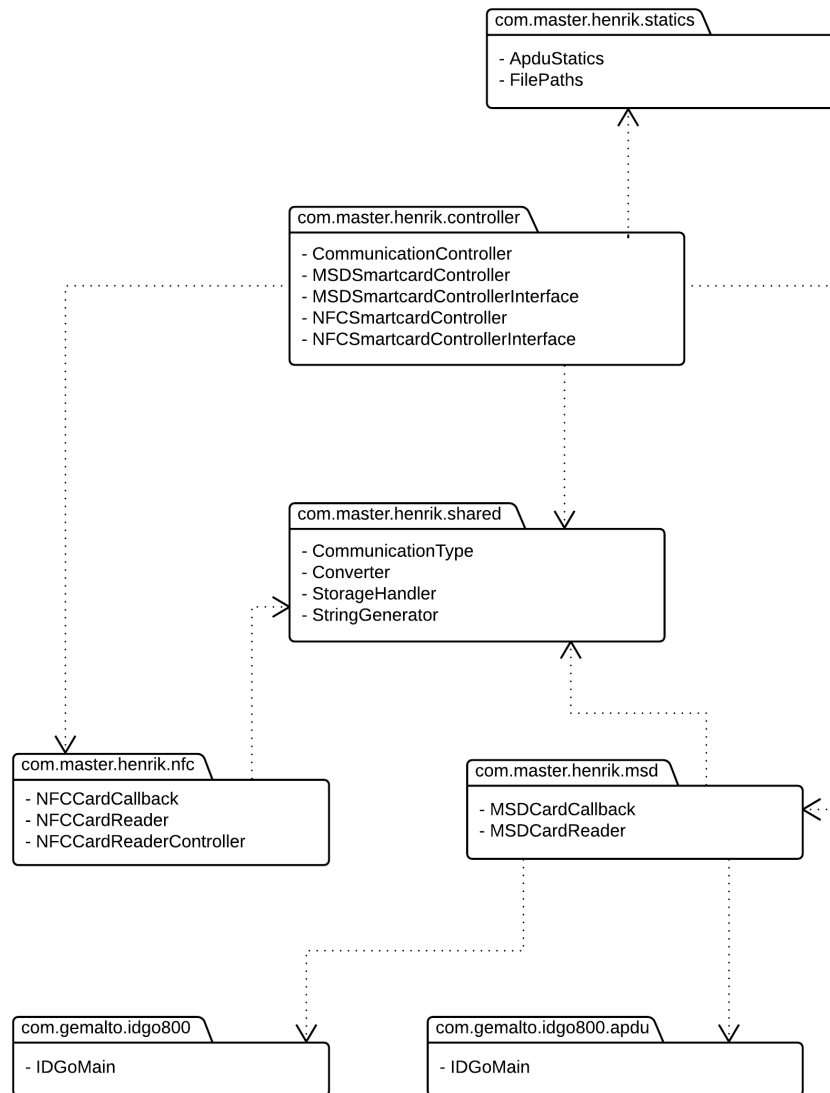 com.master.henrik.statics
- ApduStatics
- FilePaths
com.master.henrik.controller
- CommunicationController
- MSDSmartcardController
- MSDSmartcardControllerInterface
- NFCSmartcardController
- NFCSmartcardControllerInterface
com.master.henrik.shared
- CommunicationType
- Converter
- StorageHandler
- StringGenerator
com.master.henrik.nfc
- NFCCardCallback
- NFCCardReader
- NFCCardReaderController
com.master.henrik.msd
- MSDCardCallback
- MSDCardReader
com.gemalto.idgo800
- IDGoMain
com.gemalto.idgo800.apdu
- IDGoMain